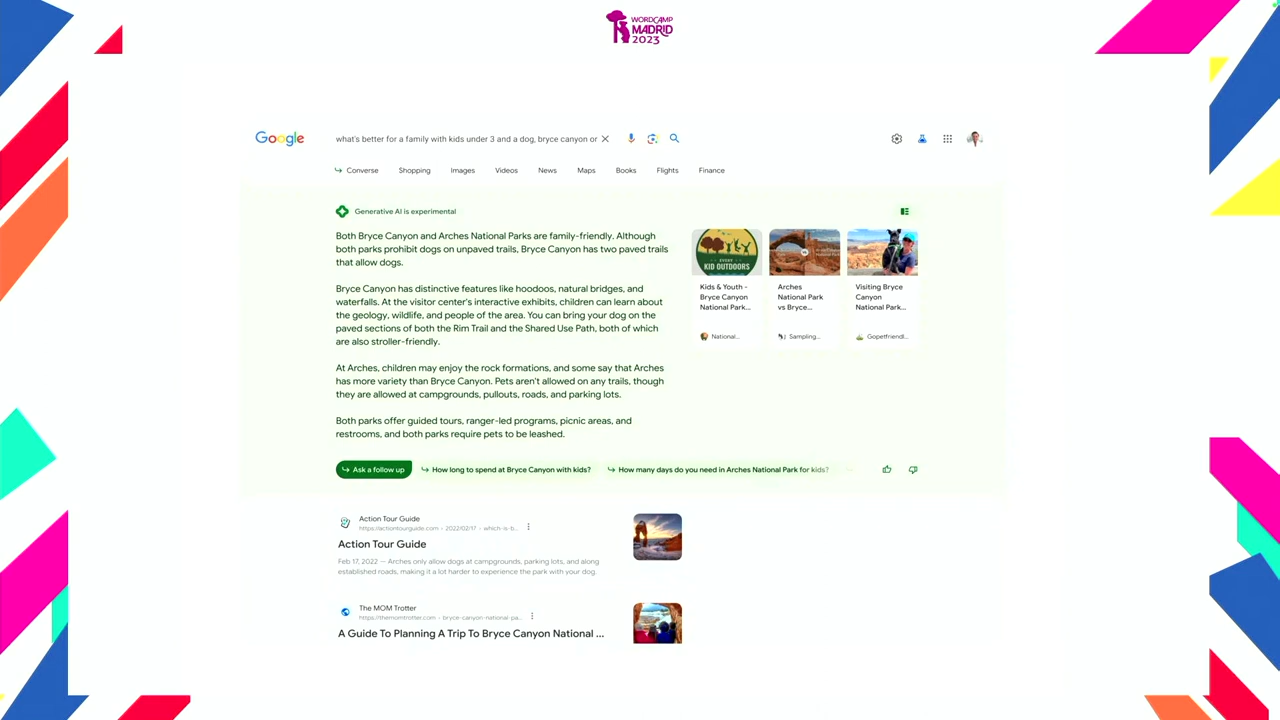 WORDCAMP
MADRID
2023
Google
what's better for a family with kids under 3 and a dog, bryce canyon or
Converse
Shopping
Images
Videos
News
Maps
Books
Flights
Finance
Generative AI is experimental
Both Bryce Canyon and Arches National Parks are family-friendly. Although
both parks prohibit dogs on unpaved trails, Bryce Canyon has two paved trails
that allow dogs.
Bryce Canyon has distinctive features like hoodoos, natural bridges, and
waterfalls. At the visitor center's interactive exhibits, children can learn about
the geology, wildlife, and people of the area. You can bring your dog on the
paved sections of both the Rim Trail and the Shared Use Path, both of which
are also stroller-friendly.
At Arches, children may enjoy the rock formations, and some say that Arches
has more variety than Bryce Canyon. Pets aren't allowed on any trails, though
they are allowed at campgrounds, pullouts, roads, and parking lots.
Both parks offer guided tours, ranger-led programs, picnic areas, and
restrooms, and both parks require pets to be leashed.
EVERY
KID OUTDOORS
Kids & Youth -
Bryce Canyon
National Park...
National...
Arches
National Park
vs Bryce...
Sampling...
Visiting Bryce
Canyon
National Park...
Gopetfriendl...
Ask a follow up
How long to spend at Bryce Canyon with kids?
How many days do you need in Arches National Park for kids?
Action Tour Guide
https://actiontourguide.com › 2022/02/17 › which-is-b...
Action Tour Guide
Feb 17, 2022 — Arches only allow dogs at campgrounds, parking lots, and along
established roads, making it a lot harder to experience the park with your dog.
The MOM Trotter
https://themomtrotter.com › bryce-canyon-national-pa...
A Guide To Planning A Trip To Bryce Canyon National ...